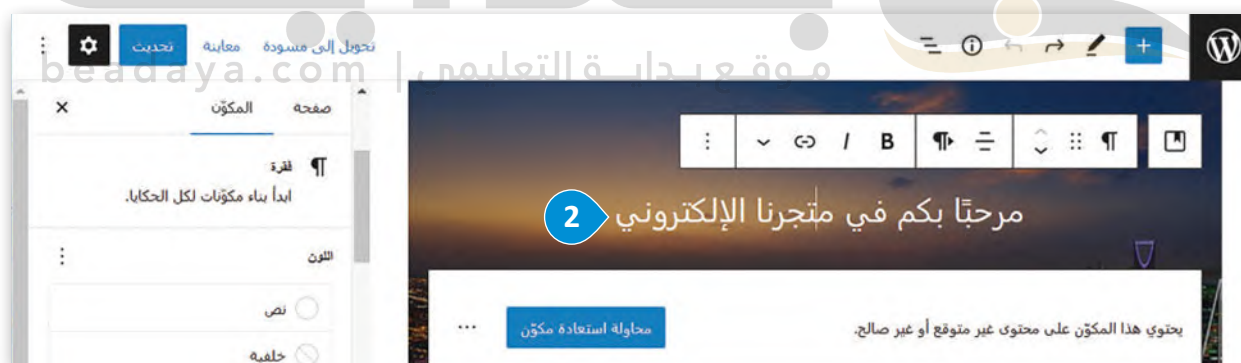 تحويل إلى مسودة معاينة تحديث
beadaya.com | موقع بداية التعليمي
صفحة المكوّن
فقرة
ابدأ بناء مكوّنات لكل الحكايا.
اللون
نص
خلفية
B I
مرحبًا بكم في متجرنا الإلكتروني
2
يحتوي هذا المكوّن على محتوى غير متوقع أو غير صالح.
محاولة استعادة مكوّن